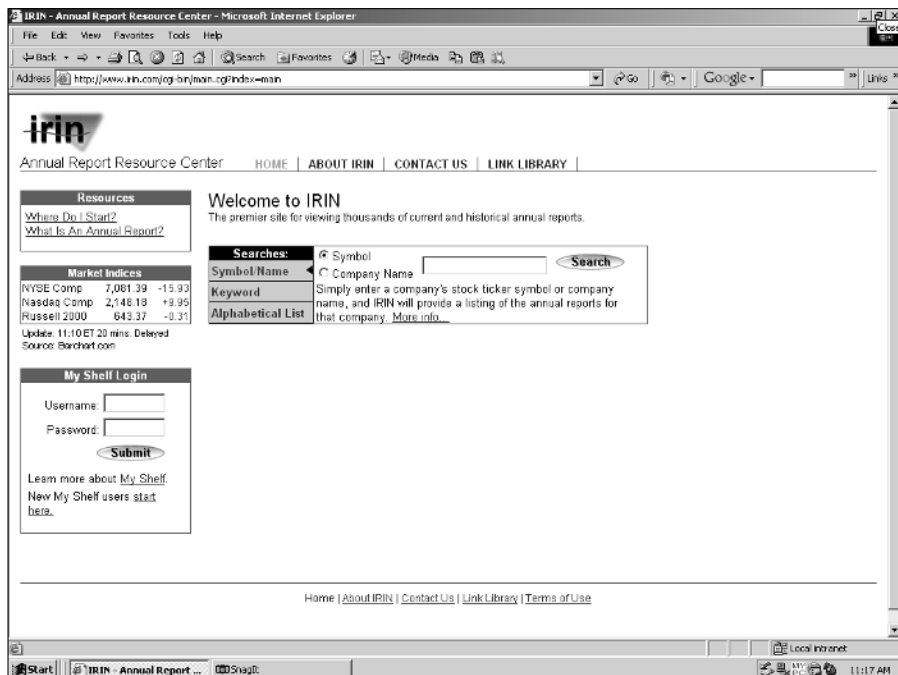 IRIN - Annual Report Resource Center - Microsoft Internet Explorer
File Edit View Favorites Tools Help
Close
Back Search Favorites Media
Address http://www.irin.com/cgi-bin/main.cgi?index=main Go Google Links
irin
Annual Report Resource Center HOME | ABOUT IRIN | CONTACT US | LINK LIBRARY |
Resources
Where Do I Start?
What Is An Annual Report?
Welcome to IRIN
The premier site for viewing thousands of current and historical annual reports.
Searches:
Symbol/Name
Keyword
Alphabetical List
Symbol
Company Name
Search
Simply enter a company's stock ticker symbol or company
name, and IRIN will provide a listing of the annual reports for
that company. More info...
Market Indices
NYSE Comp 7,081.39 -15.93
Nasdaq Comp 2,148.18 +9.95
Russell 2000 643.37 -0.31
Update: 11:10 ET 20 mins. Delayed
Source: Barchart.com
My Shelf Login
Username:
Password:
Submit
Learn more about My Shelf.
New My Shelf users start
here.
Home | About IRIN | Contact Us | Link Library | Terms of Use
Local intranet
Start IRIN - Annual Report ... SnagIt MY PC 11:17 AM